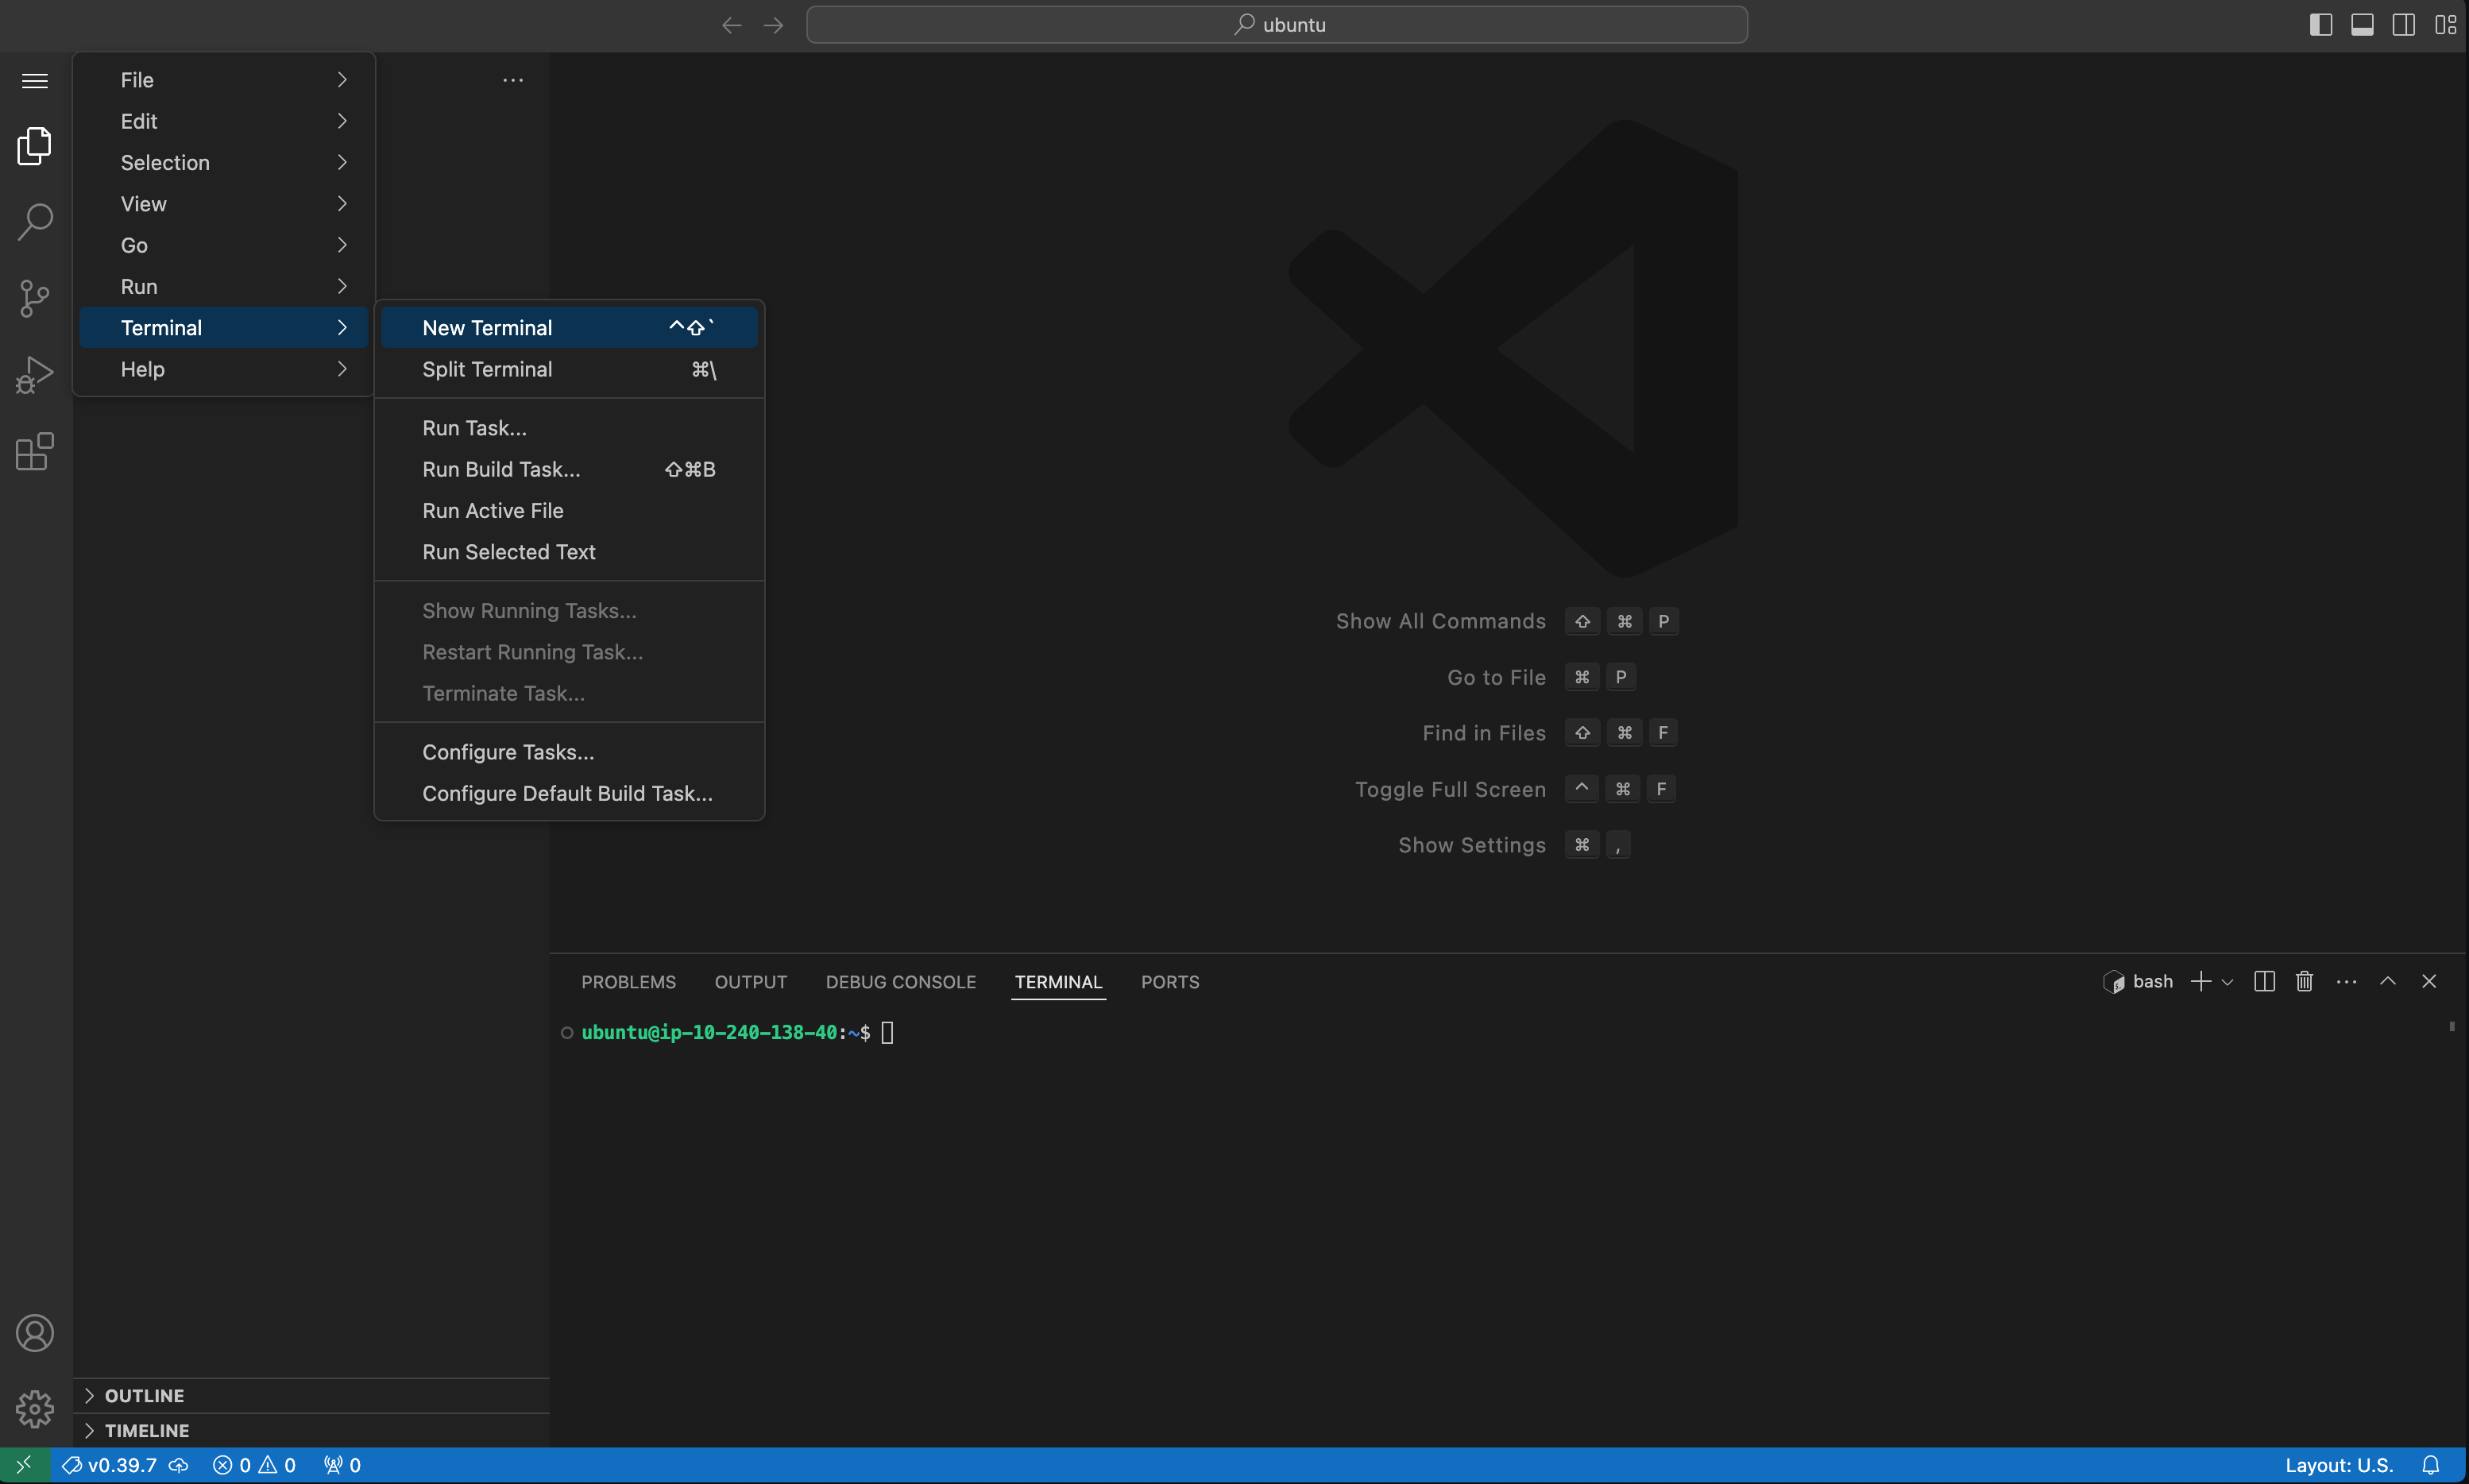 ubuntu
File
Edit
Selection
View
Go
Run
Terminal
Help
New Terminal ^⇧`
Split Terminal ⌘\
Run Task...
Run Build Task... ⇧⌘B
Run Active File
Run Selected Text
Show Running Tasks...
Restart Running Task...
Terminate Task...
Configure Tasks...
Configure Default Build Task...
Show All Commands ⇧ ⌘ P
Go to File ⌘ P
Find in Files ⇧ ⌘ F
Toggle Full Screen ^ ⌘ F
Show Settings ⌘ ,
PROBLEMS OUTPUT DEBUG CONSOLE TERMINAL PORTS bash
ubuntu@ip-10-240-138-40:~$
OUTLINE
TIMELINE
v0.39.7 0 0 0 Layout: U.S.